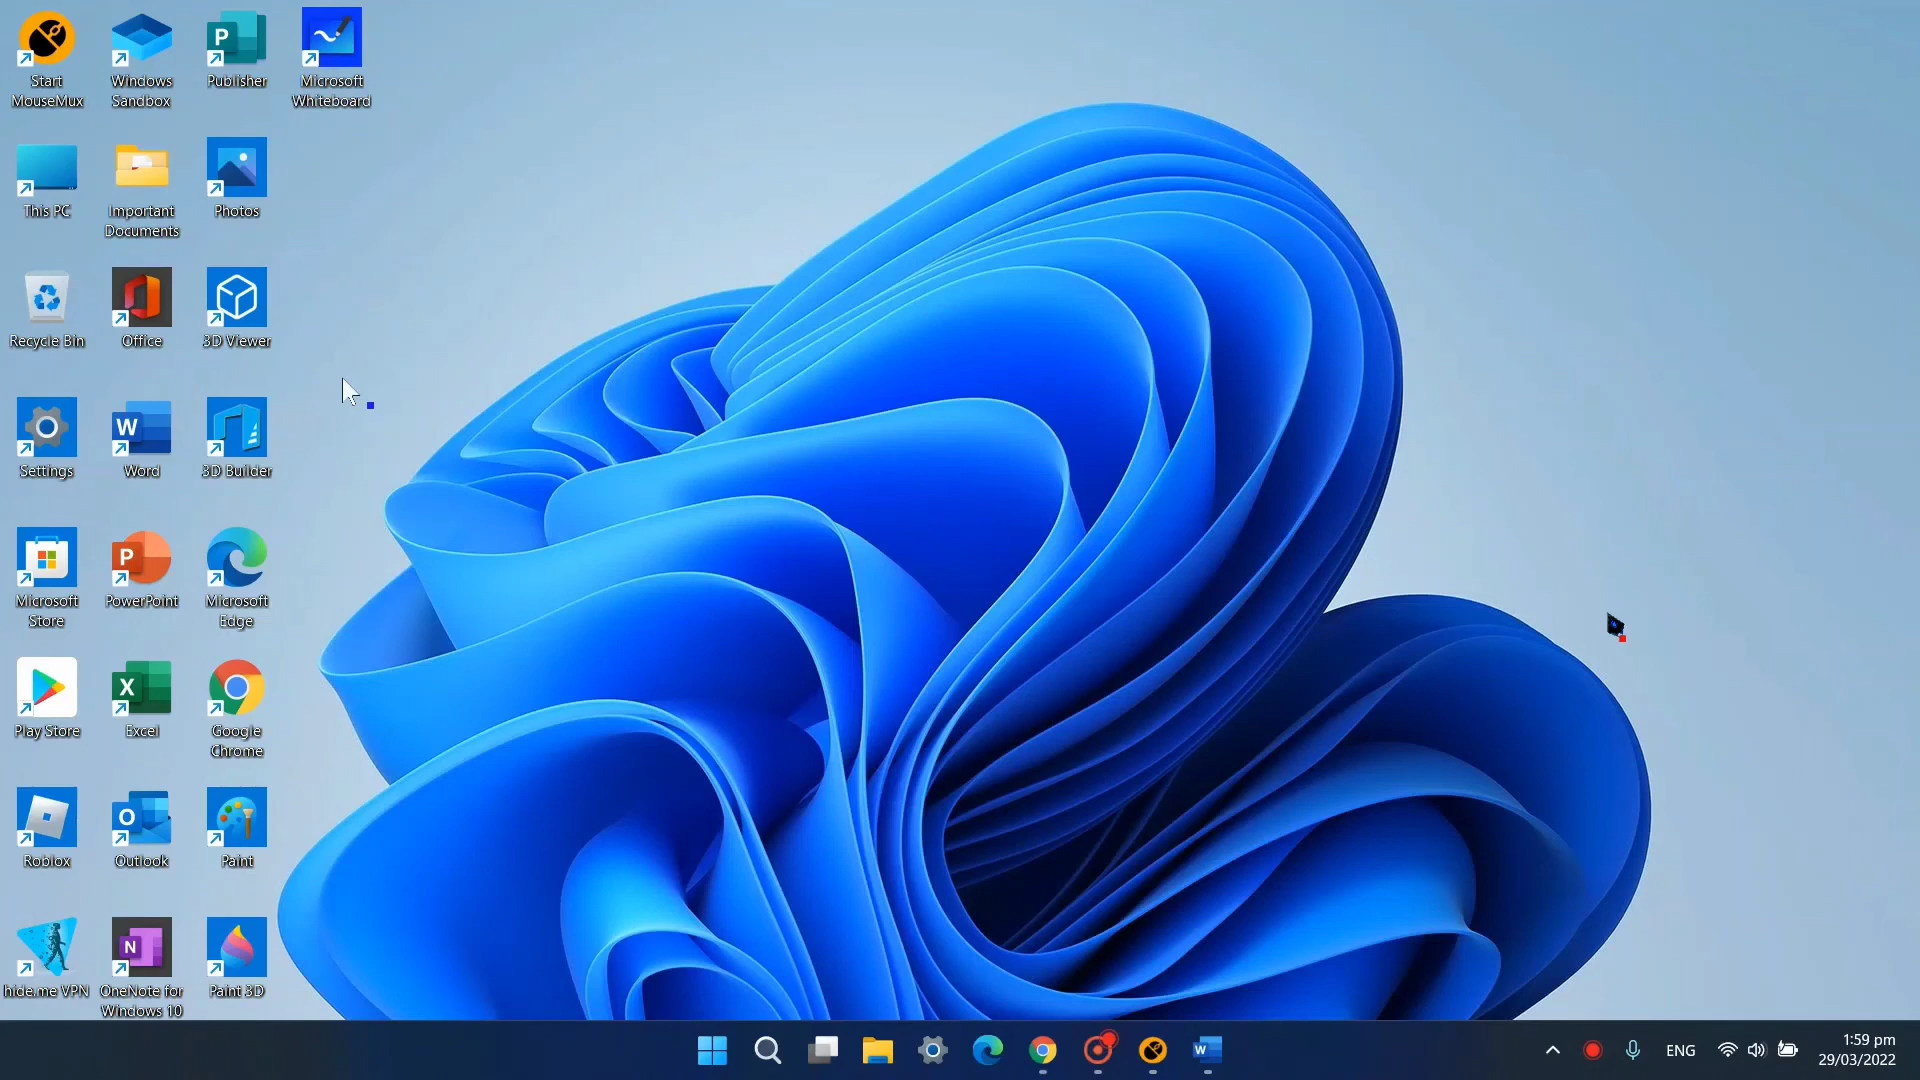 Start
MouseMux
Windows
Sandbox
Publisher
Microsoft
Whiteboard
This PC
Important
Documents
Photos
Recycle Bin
Office
3D Viewer
Settings
Word
3D Builder
Microsoft
Store
PowerPoint
Microsoft
Edge
Play Store
Excel
Google
Chrome
Roblox
Outlook
Paint
hide.me VPN
OneNote for
Windows 10
Paint 3D
ENG
1:59 pm
29/03/2022